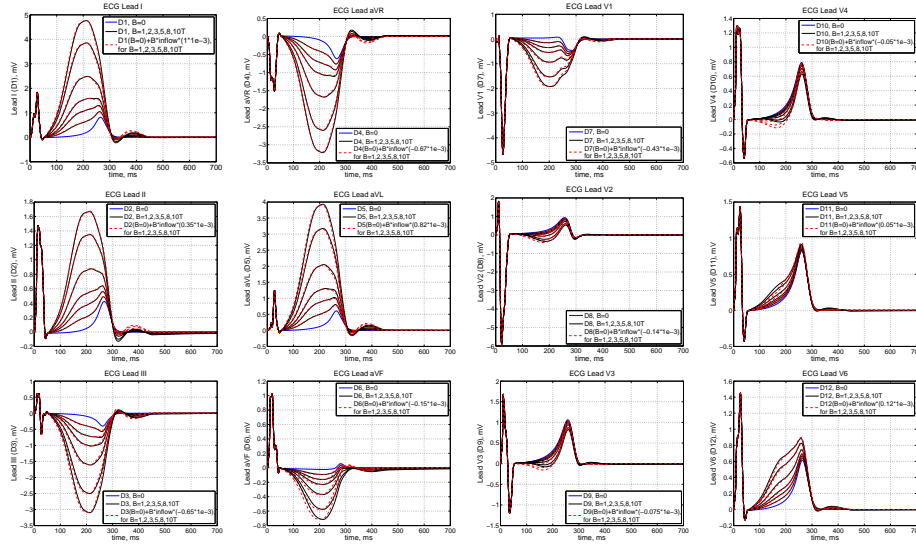 ECG Lead I
D1, B=0
D1, B=1,2,3,5,8,10T
D1(B=0)+B*inflow*(1*1e−3),
for B=1,2,3,5,8,10T
Lead I (D1), mV
time, ms
ECG Lead aVR
D4, B=0
D4, B=1,2,3,5,8,10T
D4(B=0)+B*inflow*(−0.67*1e−3)
for B=1,2,3,5,8,10T
Lead aVR (D4), mV
time, ms
ECG Lead V1
D7, B=0
D7, B=1,2,3,5,8,10T
D7(B=0)+B*inflow*(−0.43*1e−3)
for B=1,2,3,5,8,10T
Lead V1 (D7), mV
time, ms
ECG Lead V4
D10, B=0
D10, B=1,2,3,5,8,10T
D10(B=0)+B*inflow*(−0.05*1e−3)
for B=1,2,3,5,8,10T
Lead V4 (D10), mV
time, ms
ECG Lead II
D2, B=0
D2, B=1,2,3,5,8,10T
D2(B=0)+B*inflow*(0.35*1e−3),
for B=1,2,3,5,8,10T
Lead II (D2), mV
time, ms
ECG Lead aVL
D5, B=0
D5, B=1,2,3,5,8,10T
D5(B=0)+B*inflow*(0.82*1e−3),
for B=1,2,3,5,8,10T
Lead aVL (D5), mV
time, ms
ECG Lead V2
D8, B=0
D8, B=1,2,3,5,8,10T
D8(B=0)+B*inflow*(−0.14*1e−3),
for B=1,2,3,5,8,10T
Lead V2 (D8), mV
time, ms
ECG Lead V5
D11, B=0
D11, B=1,2,3,5,8,10T
D11(B=0)+B*inflow*(0.05*1e−3),
for B=1,2,3,5,8,10T
Lead V5 (D11), mV
time, ms
ECG Lead III
D3, B=0
D3, B=1,2,3,5,8,10T
D3(B=0)+B*inflow*(−0.65*1e−3),
for B=1,2,3,5,8,10T
Lead III (D3), mV
time, ms
ECG Lead aVF
D6, B=0
D6, B=1,2,3,5,8,10T
D6(B=0)+B*inflow*(−0.15*1e−3)
for B=1,2,3,5,8,10T
Lead aVF (D6), mV
time, ms
ECG Lead V3
D9, B=0
D9, B=1,2,3,5,8,10T
D9(B=0)+B*inflow*(−0.075*1e−3)
for B=1,2,3,5,8,10T
Lead V3 (D9), mV
time, ms
ECG Lead V6
D12, B=0
D12, B=1,2,3,5,8,10T
D12(B=0)+B*inflow*(0.12*1e−3)
for B=1,2,3,5,8,10T
Lead V6 (D12), mV
time, ms